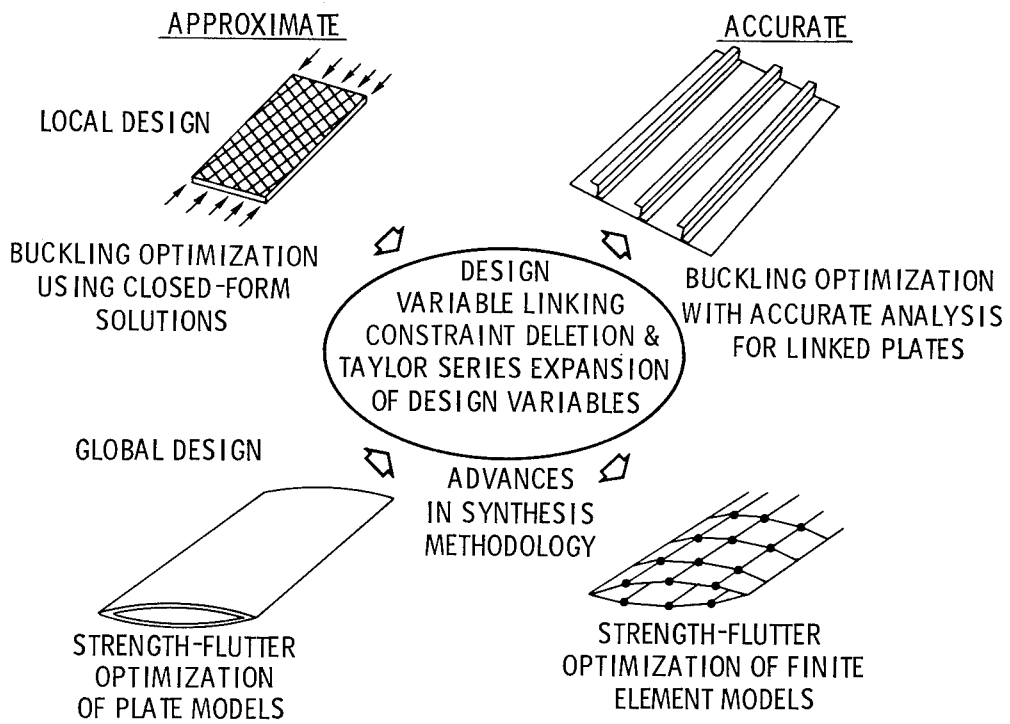 APPROXIMATE
ACCURATE
LOCAL DESIGN
BUCKLING OPTIMIZATION
USING CLOSED-FORM
SOLUTIONS
BUCKLING OPTIMIZATION
WITH ACCURATE ANALYSIS
FOR LINKED PLATES
DESIGN
VARIABLE LINKING
CONSTRAINT DELETION &
TAYLOR SERIES EXPANSION
OF DESIGN VARIABLES
GLOBAL DESIGN
ADVANCES
IN SYNTHESIS
METHODOLOGY
STRENGTH-FLUTTER
OPTIMIZATION
OF PLATE MODELS
STRENGTH-FLUTTER
OPTIMIZATION OF FINITE
ELEMENT MODELS